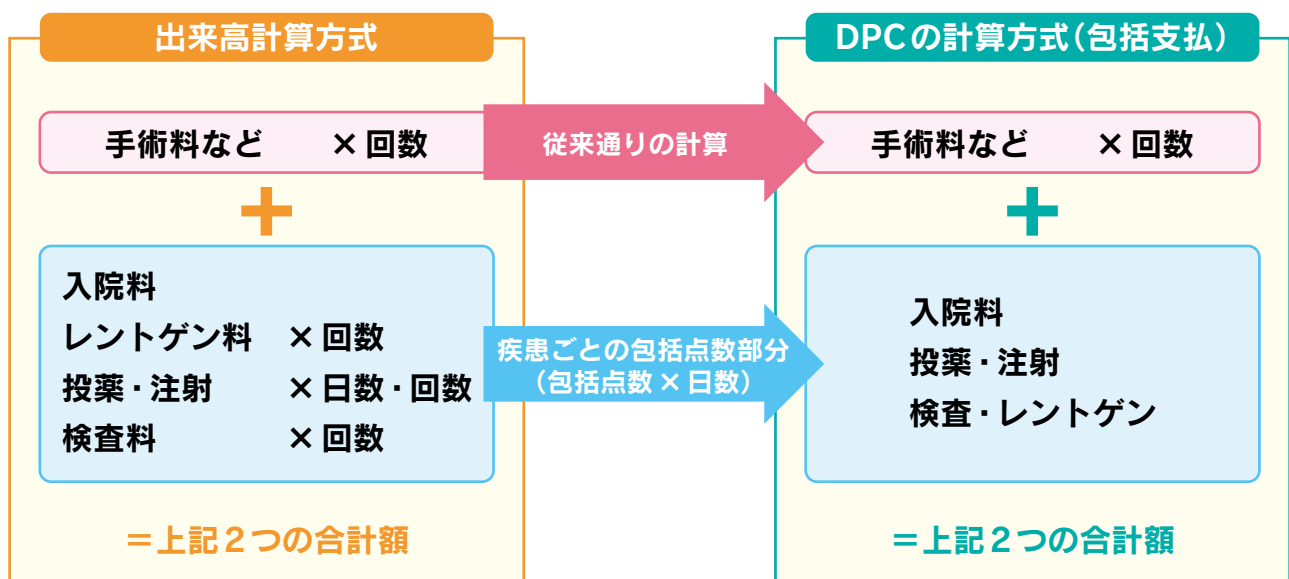 出来高計算方式
手術料など ×回数
＋
入院料
レントゲン料 ×回数
投薬・注射 ×日数・回数
検査料 ×回数
＝上記2つの合計額
従来通りの計算
疾患ごとの包括点数部分
（包括点数×日数）
DPCの計算方式（包括支払）
手術料など ×回数
＋
入院料
投薬・注射
検査・レントゲン
＝上記2つの合計額